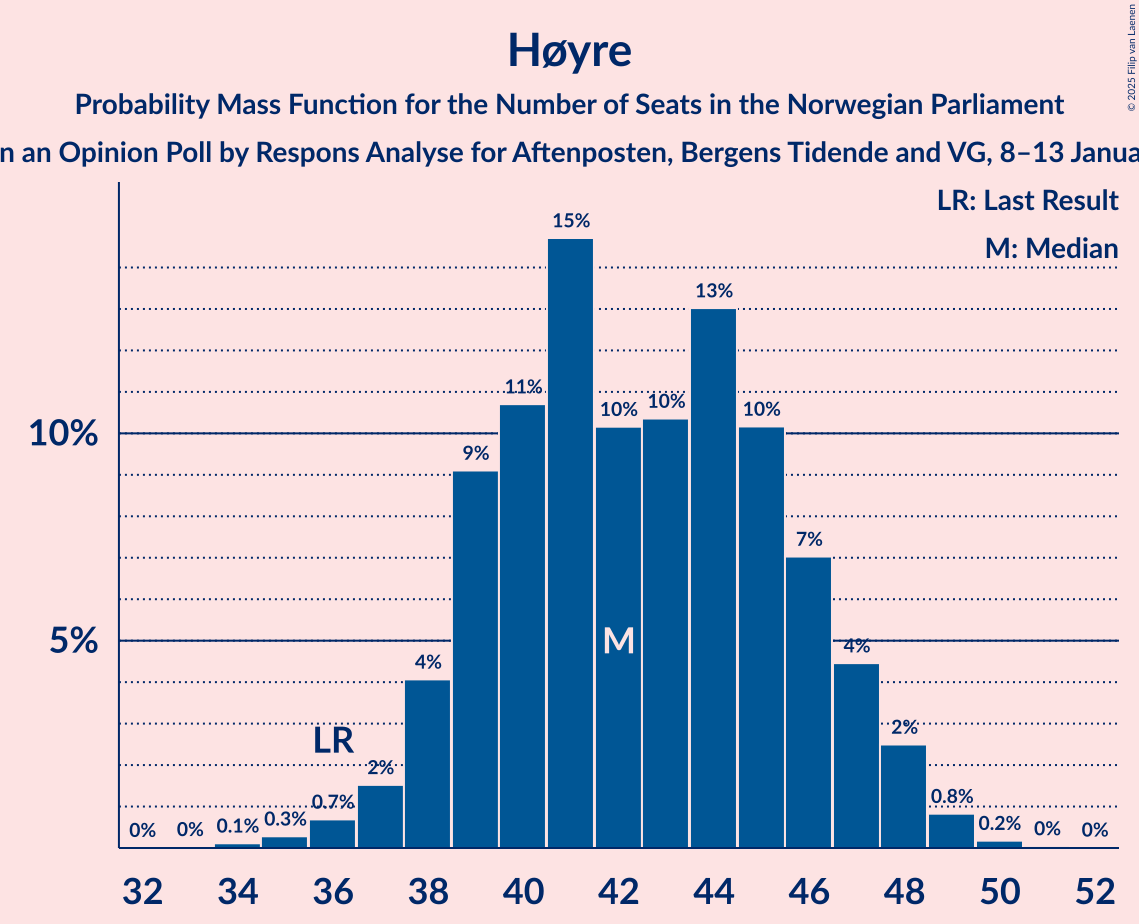 © 2025 Filip van Laenen
Høyre
Probability Mass Function for the Number of Seats in the Norwegian Parliament
n an Opinion Poll by Respons Analyse for Aftenposten, Bergens Tidende and VG, 8–13 Janua
LR: Last Result
M: Median
15%
13%
11%
10%
10%
10%
10%
9%
7%
5%
M
4%
4%
LR
2%
2%
0.7%
0.8%
0%
0%
0.1%
0.3%
0.2%
0%
0%
32 34 36 38 40 42 44 46 48 50 52